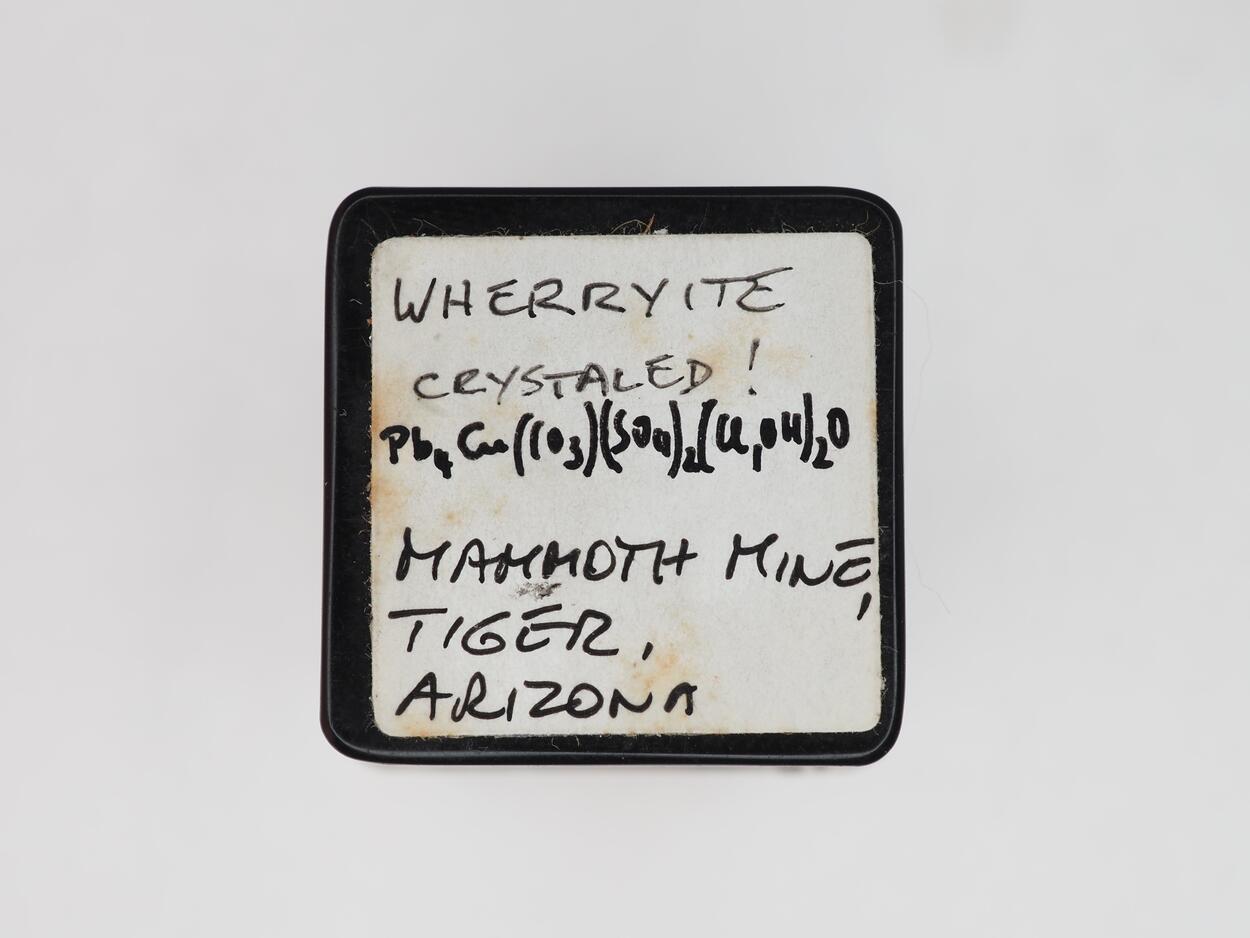 WHERRYITE
CRYSTALED!
Pb₄Cu(CO₃)(SO₄)₂(Cl,OH)₂O
MAMMOTH MINE,
TIGER,
ARIZONA